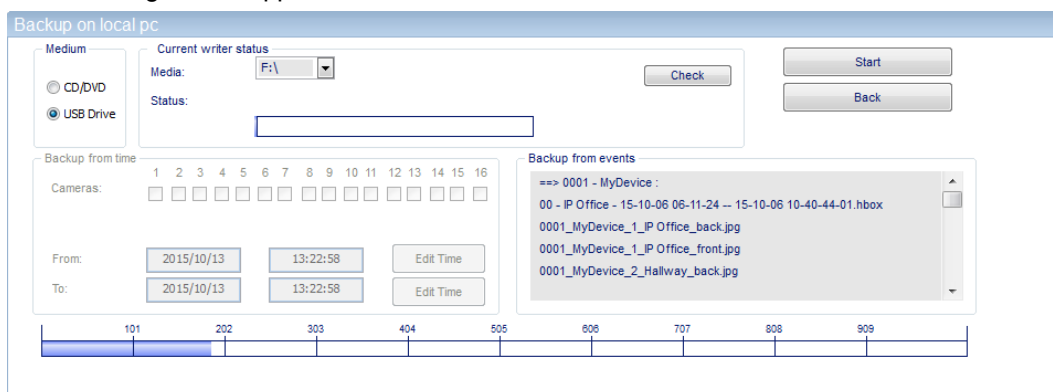 Backup on local pc
Medium
CD/DVD
USB Drive
Current writer status
Media:
F:\
Check
Status:
Start
Back
Backup from time
1 2 3 4 5 6 7 8 9 10 11 12 13 14 15 16
Cameras:
From:
2015/10/13
13:22:58
Edit Time
To:
2015/10/13
13:22:58
Edit Time
Backup from events
==> 0001 - MyDevice :
00 - IP Office - 15-10-06 06-11-24 -- 15-10-06 10-40-44-01.hbox
0001_MyDevice_1_IP Office_back.jpg
0001_MyDevice_1_IP Office_front.jpg
0001_MyDevice_2_Hallway_back.jpg
101 202 303 404 505 606 707 808 909